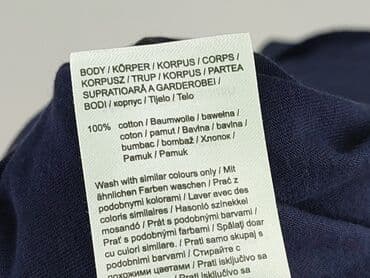 BODY / KÖRPER / KORPUS / CORPS /
KORPUSZ / TRUP / KORPUS / PARTEA
SUPRATIOARĂ A GARDEROBEI /
BODI / корпус / Tijelo / Telo
100% cotton / Baumwolle / bawełna /
coton / pamut / Bavlna / bavlna /
bumbac / bombaž / Хлопок /
Pamuk / Pamuk
Wash with similar colours only / Mit
ähnlichen Farben waschen / Prać z
podobnymi kolorami / Laver avec des
coloris similaires / Hasonló színekkel
mosandó / Prát s podobnými barvami /
Prať s podobnými farbami / Spălaţi doar
cu culori similare. / Prati samo skupaj s
podobnimi barvami / Prati isključivo sa
цветами / Prati isključivo